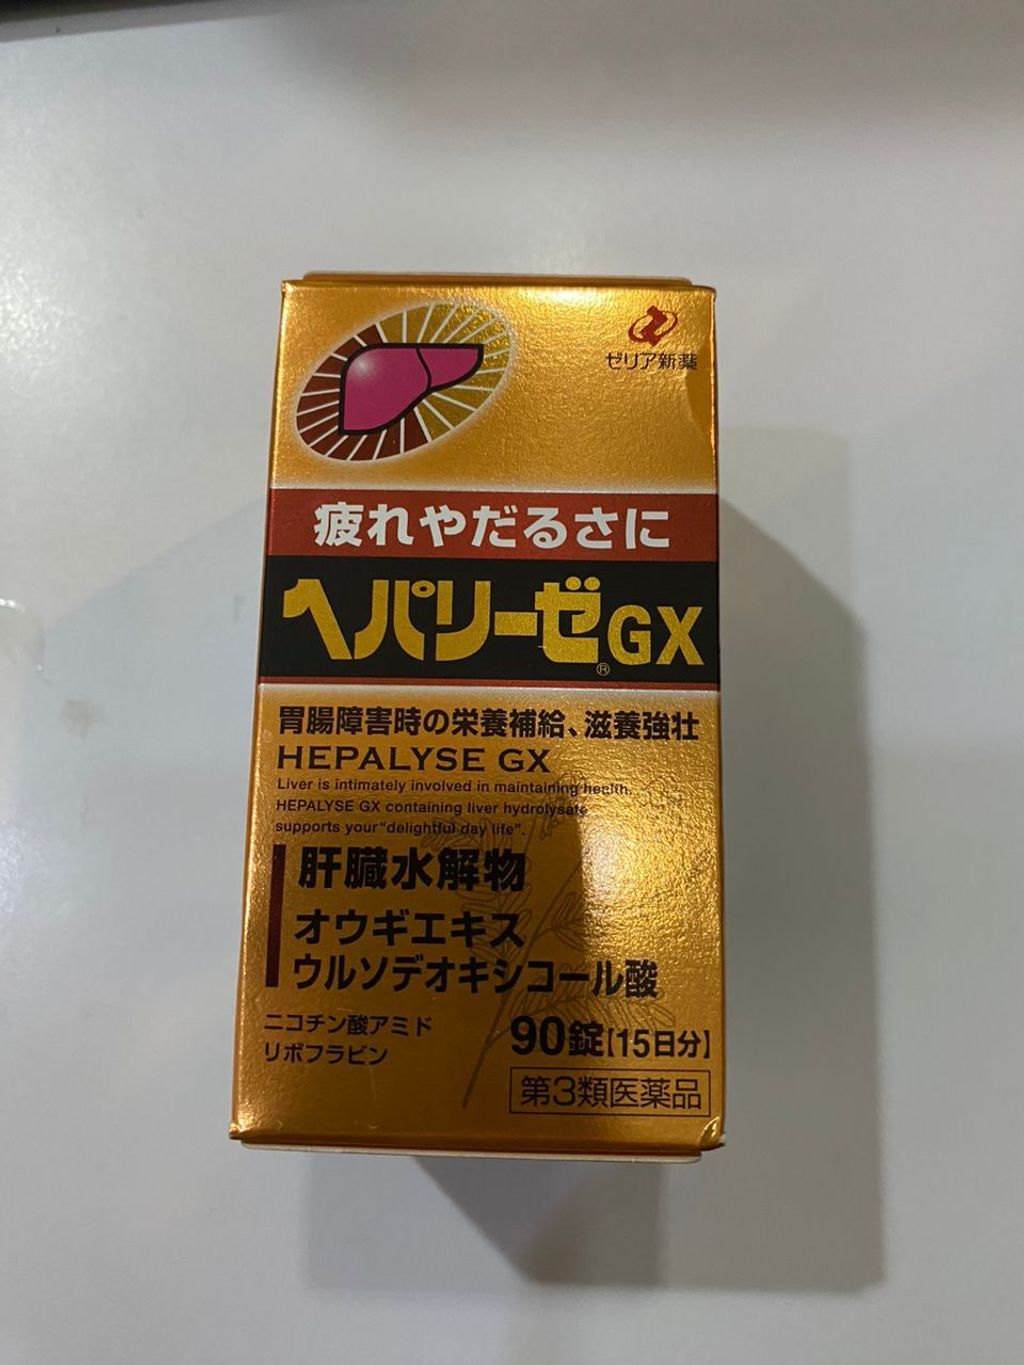 ゼリア新薬
疲れやだるさに
ヘパリーゼGX
®
胃腸障害時の栄養補給、滋養強壮
HEPALYSE GX
Liver is intimately involved in maintaining health.
HEPALYSE GX containing liver hydrolysate
supports your "delightful day life".
肝臓水解物
オウギエキス
ウルソデオキシコール酸
ニコチン酸アミド
リボフラビン
90錠[15日分]
第3類医薬品